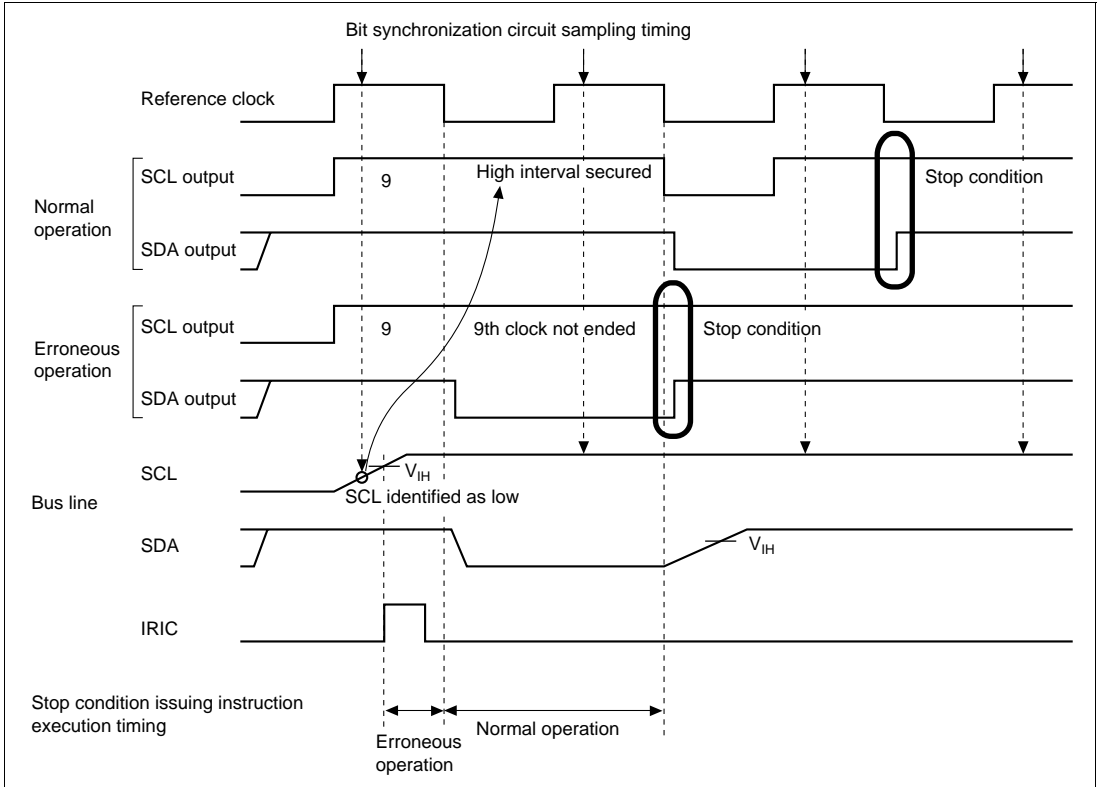 Bit synchronization circuit sampling timing
Reference clock
Normal
operation
SCL output
9
High interval secured
Stop condition
SDA output
Erroneous
operation
SCL output
9
9th clock not ended
Stop condition
SDA output
Bus line
SCL
VIH
SCL identified as low
SDA
VIH
IRIC
Stop condition issuing instruction
execution timing
Erroneous
operation
Normal operation